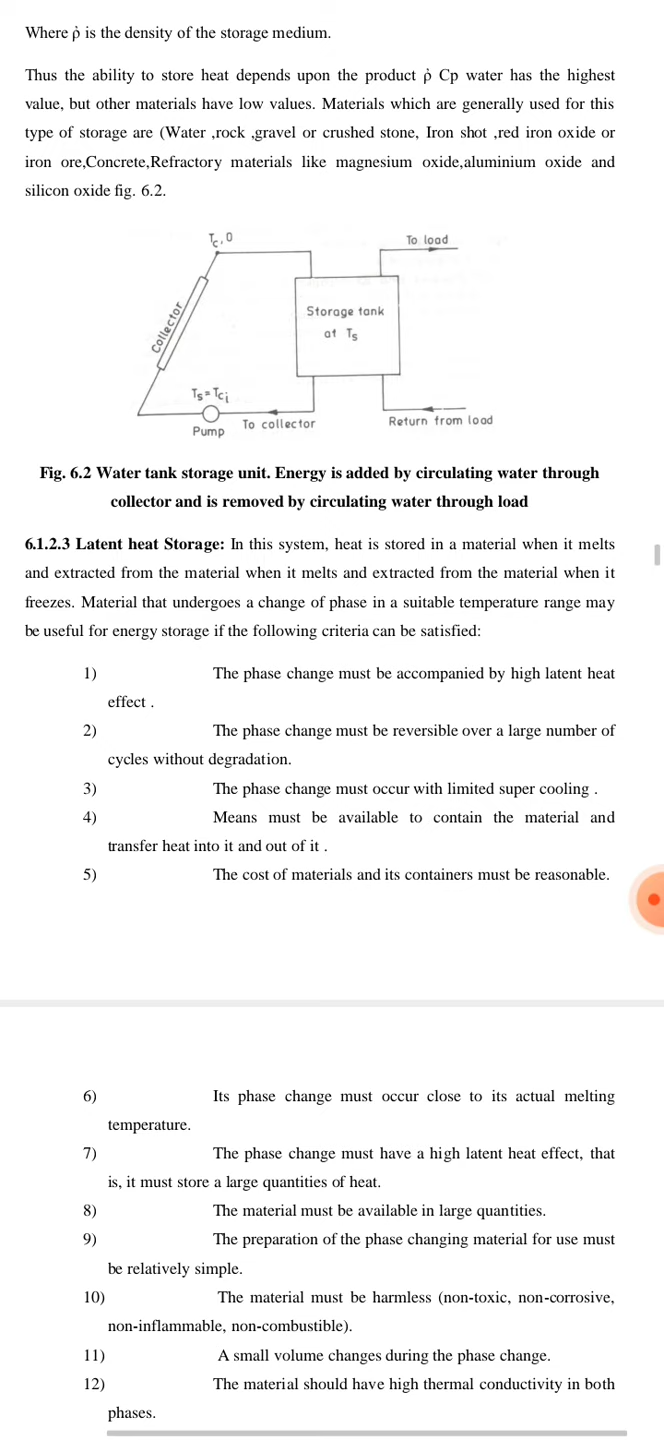 Where ṗ is the density of the storage medium.
Thus the ability to store heat depends upon the product ṗ Cp water has the highest
value, but other materials have low values. Materials which are generally used for this
type of storage are (Water ,rock ,gravel or crushed stone, Iron shot ,red iron oxide or
iron ore,Concrete,Refractory materials like magnesium oxide,aluminium oxide and
silicon oxide fig. 6.2.
Tc,0
To load
Collector
Storage tank
at Ts
Ts=Tci
Pump
To collector
Return from load
Fig. 6.2 Water tank storage unit. Energy is added by circulating water through
collector and is removed by circulating water through load
6.1.2.3 Latent heat Storage: In this system, heat is stored in a material when it melts
and extracted from the material when it melts and extracted from the material when it
freezes. Material that undergoes a change of phase in a suitable temperature range may
be useful for energy storage if the following criteria can be satisfied:
1) The phase change must be accompanied by high latent heat
effect .
2) The phase change must be reversible over a large number of
cycles without degradation.
3) The phase change must occur with limited super cooling .
4) Means must be available to contain the material and
transfer heat into it and out of it .
5) The cost of materials and its containers must be reasonable.
6) Its phase change must occur close to its actual melting
temperature.
7) The phase change must have a high latent heat effect, that
is, it must store a large quantities of heat.
8) The material must be available in large quantities.
9) The preparation of the phase changing material for use must
be relatively simple.
10) The material must be harmless (non-toxic, non-corrosive,
non-inflammable, non-combustible).
11) A small volume changes during the phase change.
12) The material should have high thermal conductivity in both
phases.